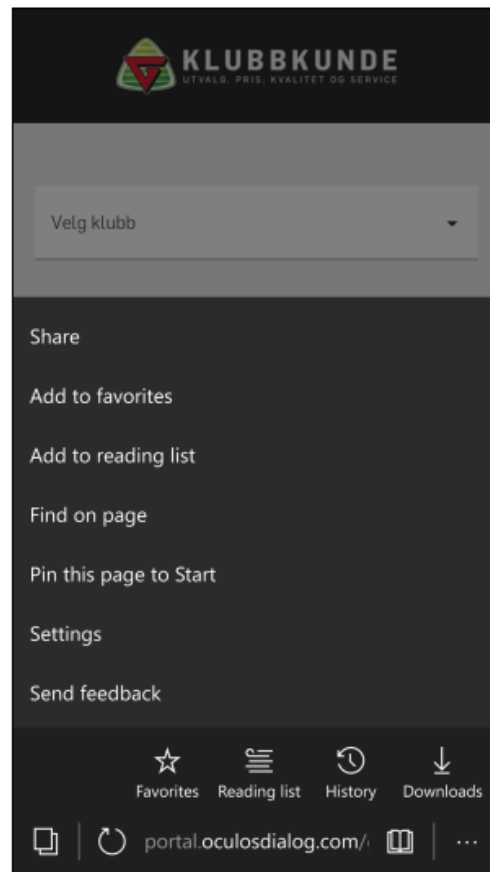 KLUBBKUNDE
UTVALG, PRIS, KVALITET OG SERVICE
Velg klubb
Share
Add to favorites
Add to reading list
Find on page
Pin this page to Start
Settings
Send feedback
Favorites Reading list History Downloads
portal.oculosdialog.com/